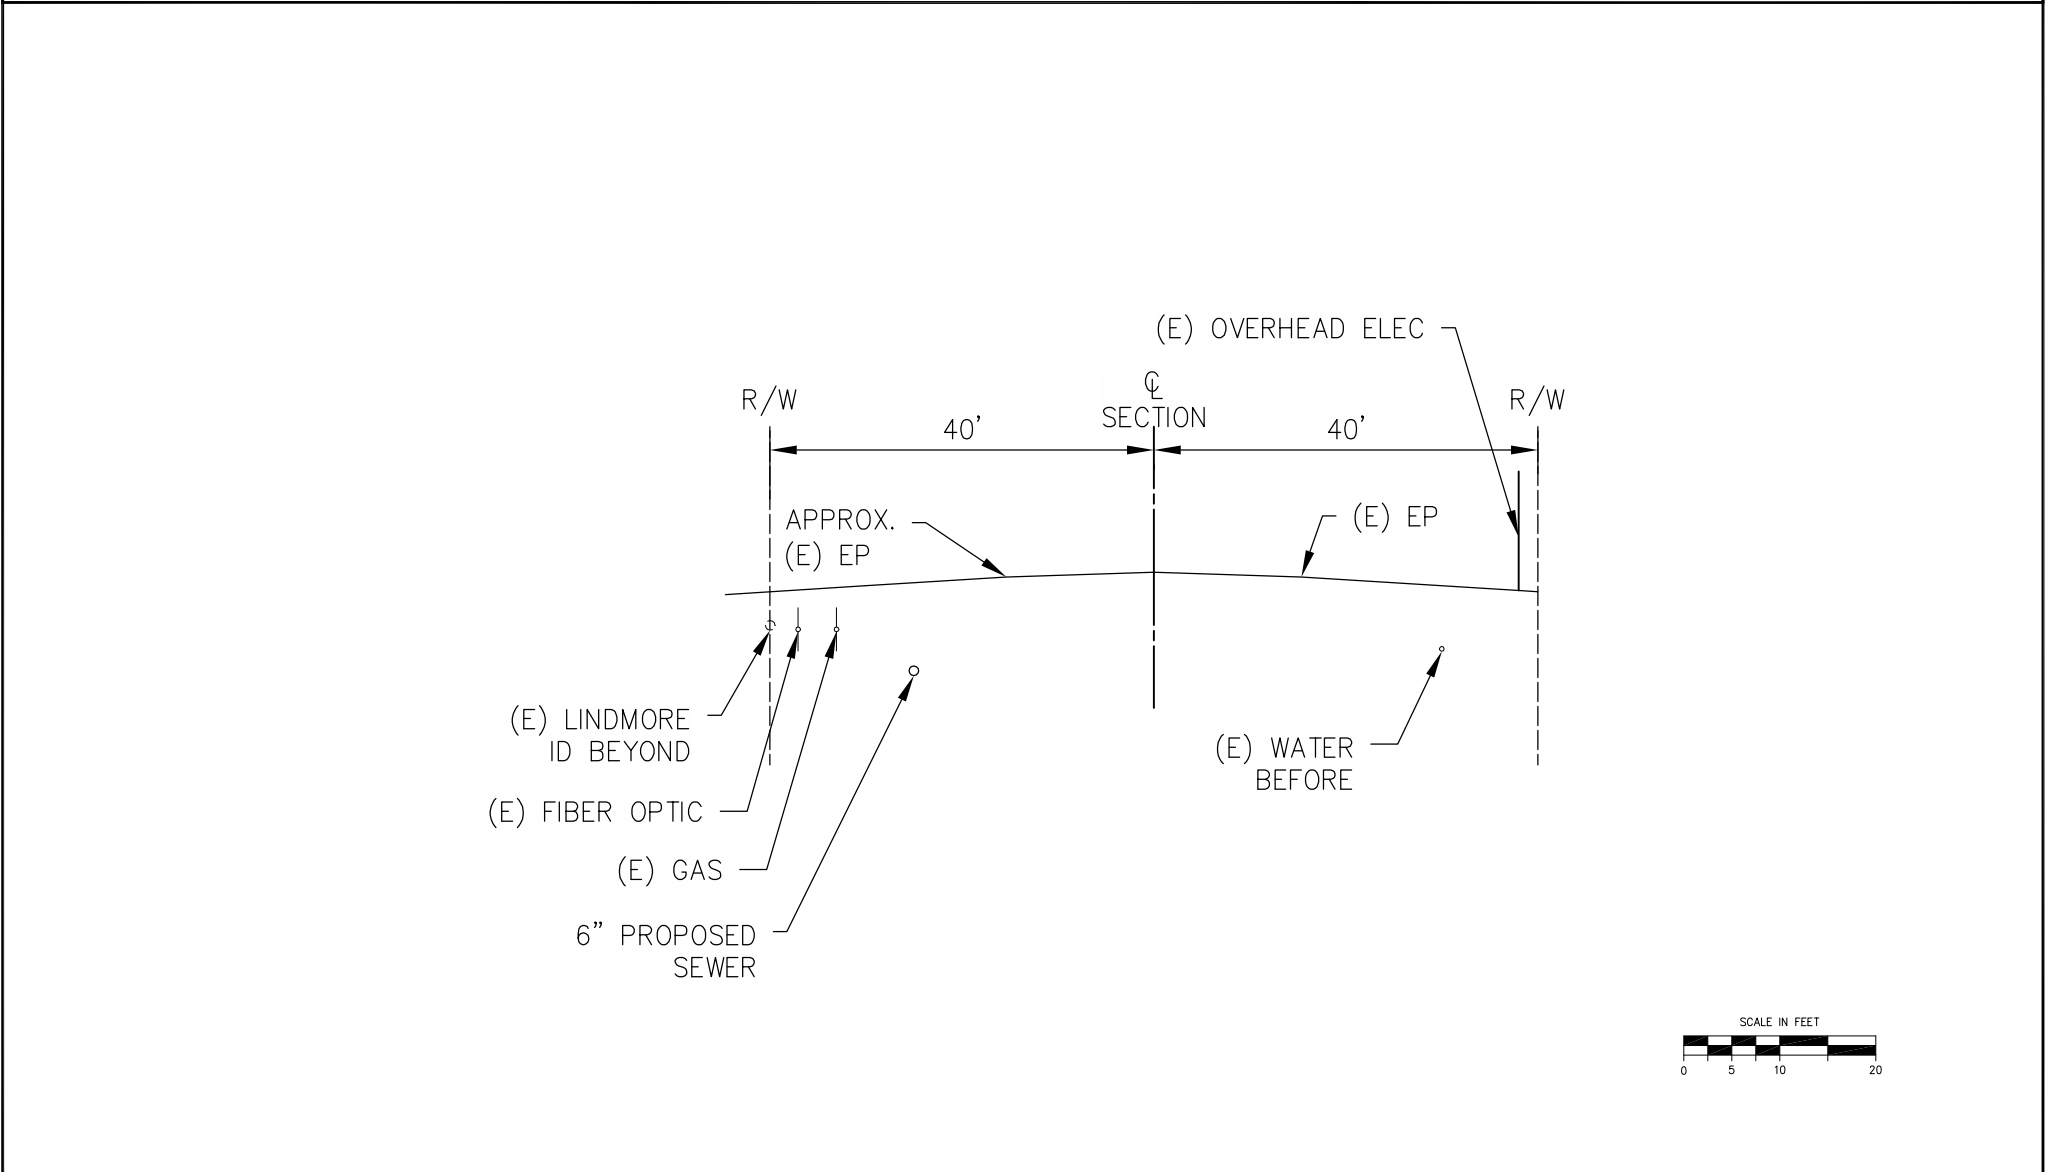 (E) OVERHEAD ELEC
R/W
℄
SECTION
R/W
40'
40'
APPROX.
(E) EP
(E) EP
(E) LINDMORE
ID BEYOND
(E) WATER
BEFORE
(E) FIBER OPTIC
(E) GAS
6" PROPOSED
SEWER
SCALE IN FEET
0 5 10 20